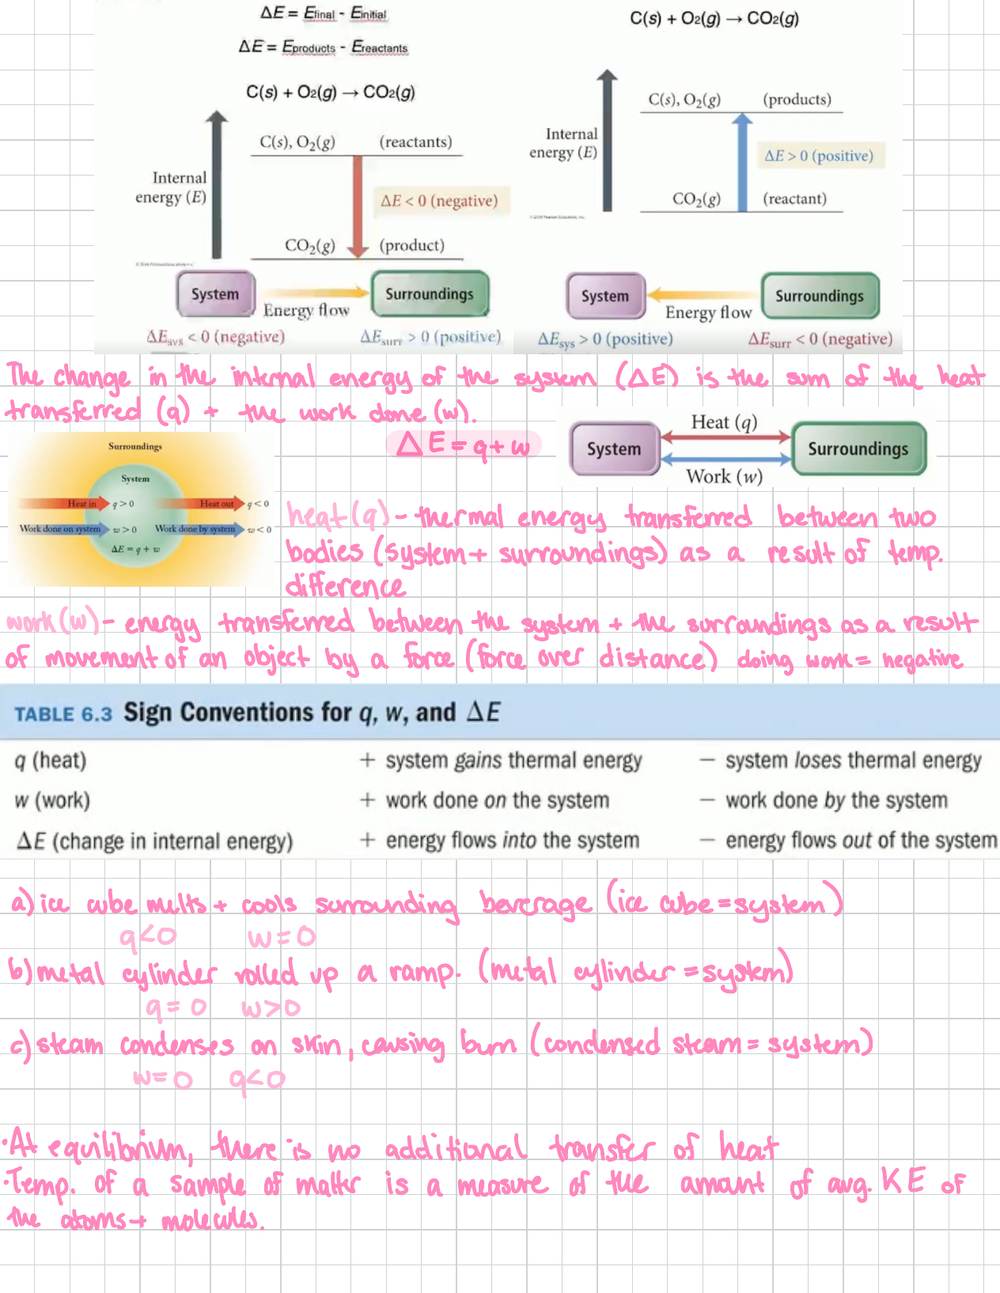 ΔE = Efinal - Einitial
ΔE = Eproducts - Ereactants
C(s) + O₂(g) → CO₂(g)
C(s), O₂(g) (reactants)
Internal
energy (E)
ΔE < 0 (negative)
CO₂(g) (product)
System
Surroundings
Energy flow
ΔEsys < 0 (negative)
ΔEsurr > 0 (positive)
C(s) + O₂(g) → CO₂(g)
C(s), O₂(g) (products)
Internal
energy (E)
ΔE > 0 (positive)
CO₂(g) (reactant)
System
Surroundings
Energy flow
ΔEsys > 0 (positive)
ΔEsurr < 0 (negative)
The change in the internal energy of the system (ΔE) is the sum of the heat
transferred (q) + the work done (w).
ΔE = q + w
System
Heat (q)
Work (w)
Surroundings
Surroundings
System
Heat in q > 0 Heat out q < 0
Work done on system w > 0 Work done by system w < 0
ΔE = q + w
heat (q) - thermal energy transferred between two
bodies (system + surroundings) as a result of temp.
difference
work (w) - energy transferred between the system + the surroundings as a result
of movement of an object by a force (force over distance) doing work = negative
TABLE 6.3 Sign Conventions for q, w, and ΔE
q (heat) + system gains thermal energy − system loses thermal energy
w (work) + work done on the system − work done by the system
ΔE (change in internal energy) + energy flows into the system − energy flows out of the system
a) ice cube melts + cools surrounding beverage (ice cube = system)
q<0 w=0
b) metal cylinder rolled up a ramp. (metal cylinder = system)
q=0 w>0
c) steam condenses on skin, causing burn (condensed steam = system)
w=0 q<0
·At equilibrium, there is no additional transfer of heat
·Temp. of a sample of matter is a measure of the amount of avg. KE of
the atoms + molecules.